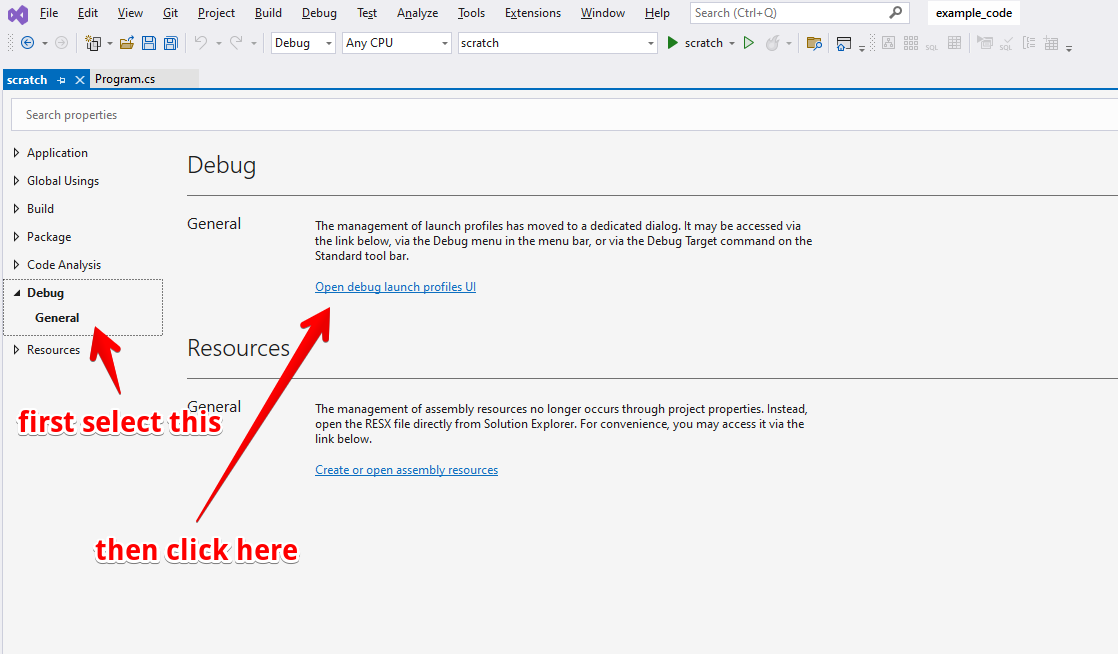 File Edit View Git Project Build Debug Test Analyze Tools Extensions Window Help Search (Ctrl+Q) example_code
Debug Any CPU scratch scratch
scratch Program.cs
Search properties
Application
Global Usings
Build
Package
Code Analysis
Debug
General
Resources
Debug
General
The management of launch profiles has moved to a dedicated dialog. It may be accessed via
the link below, via the Debug menu in the menu bar, or via the Debug Target command on the
Standard tool bar.
Open debug launch profiles UI
Resources
General
The management of assembly resources no longer occurs through project properties. Instead,
open the RESX file directly from Solution Explorer. For convenience, you may access it via the
link below.
Create or open assembly resources
first select this
then click here